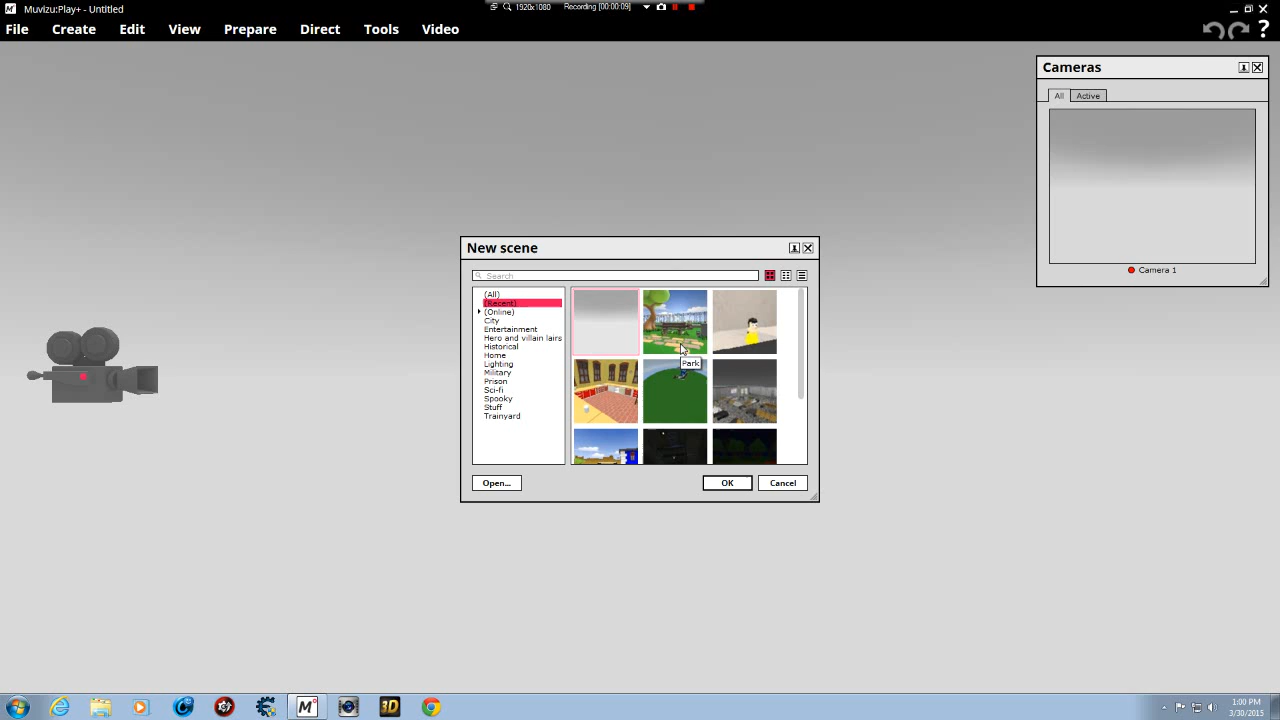 Muvizu:Play+ - Untitled
1920x1080
Recording [00:00:09]
File
Create
Edit
View
Prepare
Direct
Tools
Video
?
Cameras
All
Active
Camera 1
New scene
Search
(All)
(Recent)
(Online)
City
Entertainment
Hero and villain lairs
Historical
Home
Lighting
Military
Prison
Sci-fi
Spooky
Stuff
Trainyard
Park
Open...
OK
Cancel
M
3D
1:00 PM
3/30/2015